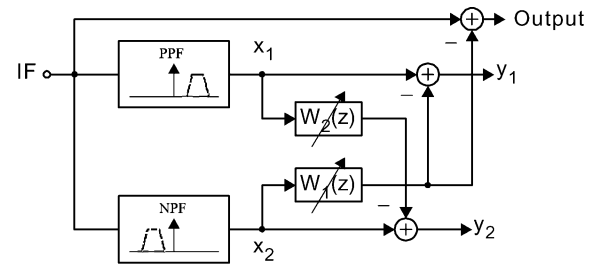 Output
x1
IF
PPF
y1
W2(z)
W1(z)
NPF
x2
y2